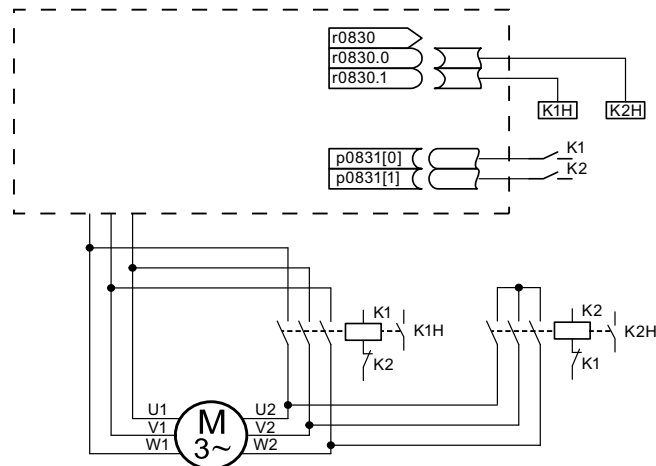 r0830
r0830.0
r0830.1
K1H K2H
p0831[0] K1
p0831[1] K2
K1 K1H K2
K2 K2H K1
U1 M U2
V1 3~ V2
W1 W2